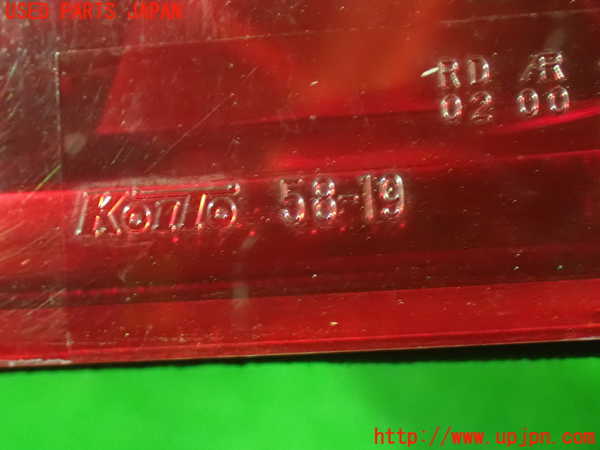 USED PARTS JAPAN
RD AR
02 00
Koito 58-19
http://www.upjpn.com/